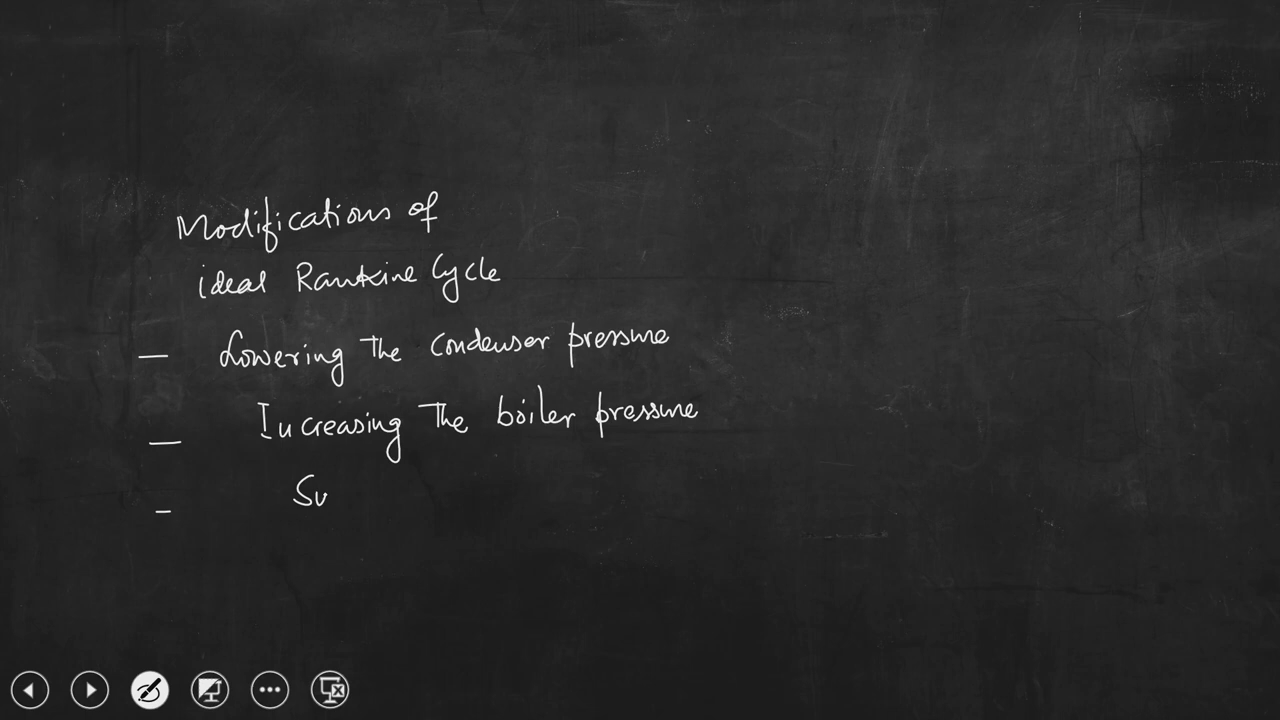 Modifications of
ideal Rankine Cycle
— Lowering the condenser pressure
— Increasing The boiler pressure
– Su